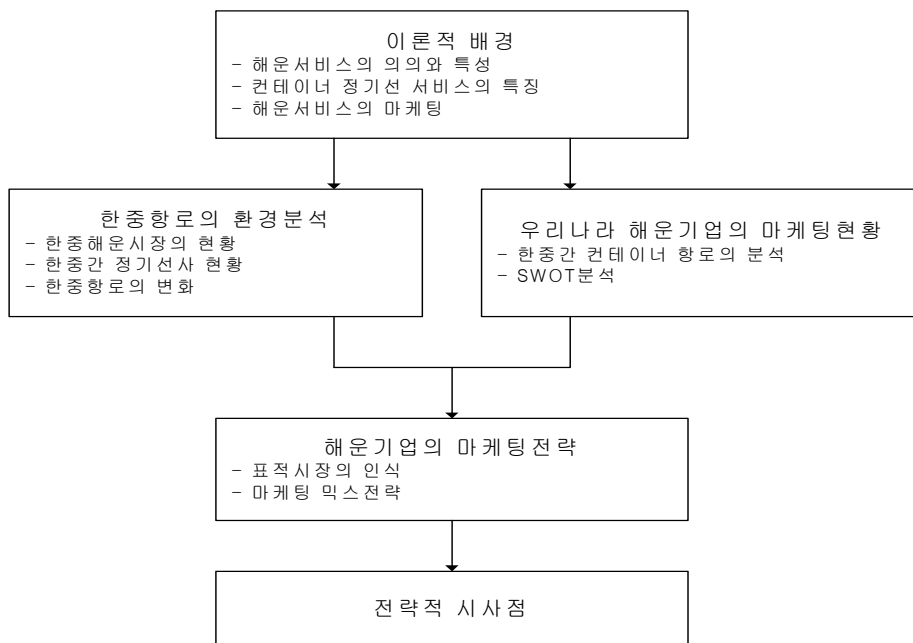 이론적 배경
- 해운서비스의 의의와 특성
- 컨테이너 정기선 서비스의 특징
- 해운서비스의 마케팅
한중항로의 환경분석
- 한중해운시장의 현황
- 한중간 정기선사 현황
- 한중항로의 변화
우리나라 해운기업의 마케팅현황
- 한중간 컨테이너 항로의 분석
- SWOT분석
해운기업의 마케팅전략
- 표적시장의 인식
- 마케팅 믹스전략
전략적 시사점